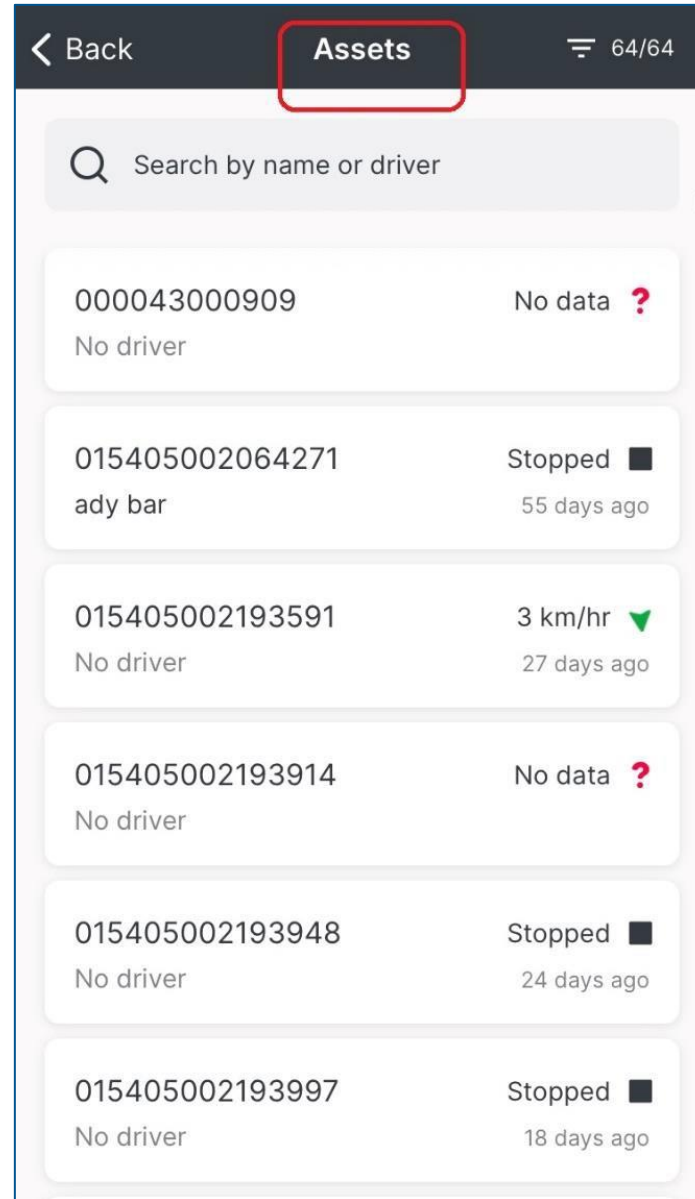 Back Assets 64/64
Search by name or driver
000043000909 No data ?
No driver
015405002064271 Stopped
ady bar 55 days ago
015405002193591 3 km/hr
No driver 27 days ago
015405002193914 No data ?
No driver
015405002193948 Stopped
No driver 24 days ago
015405002193997 Stopped
No driver 18 days ago